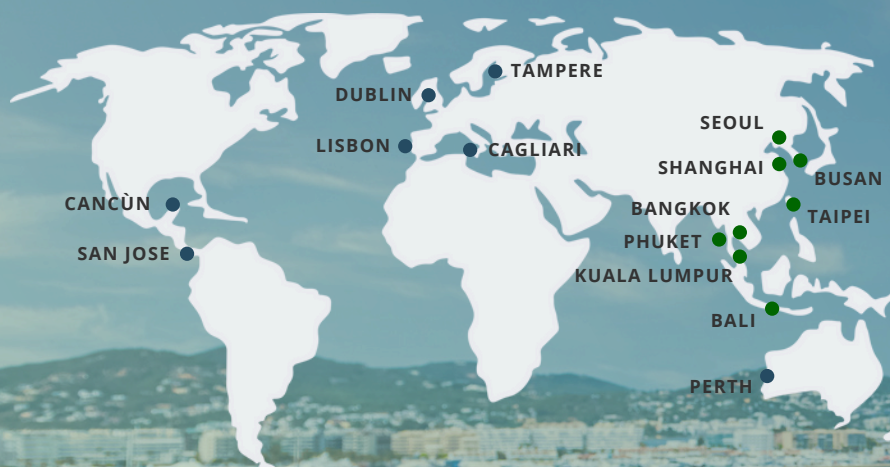 TAMPERE
DUBLIN
SEOUL
LISBON
CAGLIARI
SHANGHAI
BUSAN
CANCÙN
BANGKOK
TAIPEI
PHUKET
SAN JOSE
KUALA LUMPUR
BALI
PERTH